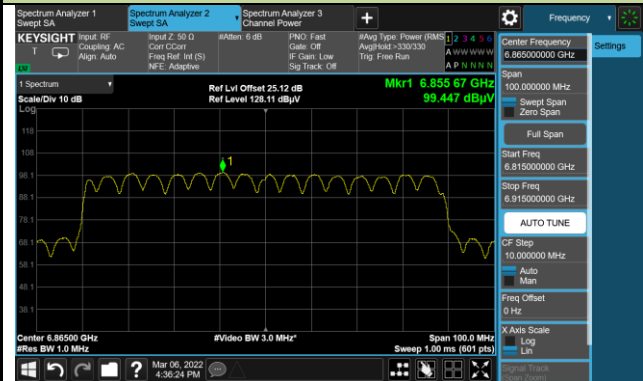 Spectrum Analyzer 1
Swept SA
Spectrum Analyzer 2
Swept SA
Spectrum Analyzer 3
Channel Power
Frequency
KEYSIGHT
Input: RF
Coupling: AC
Align: Auto
Input Z: 50 Ω
Corr CCorr
Freq Ref: Int (S)
NFE: Adaptive
#Atten: 6 dB
PNO: Fast
Gate: Off
IF Gain: Low
Sig Track: Off
#Avg Type: Power (RMS
Avg|Hold:>330/330
Trig: Free Run
1 2 3 4 5 6
A W W W W W
A P N N N N
1 Spectrum
Scale/Div 10 dB
Log
Ref Lvl Offset 25.12 dB
Ref Level 128.11 dBµV
Mkr1 6.855 67 GHz
99.447 dBµV
118
108
98.1
88.1
78.1
68.1
58.1
48.1
38.1
1
Center 6.86500 GHz
#Res BW 1.0 MHz
#Video BW 3.0 MHz*
Span 100.0 MHz
Sweep 1.00 ms (601 pts)
Mar 06, 2022
4:36:24 PM
Center Frequency
6.865000000 GHz
Settings
Span
100.000000 MHz
Swept Span
Zero Span
Full Span
Start Freq
6.815000000 GHz
Stop Freq
6.915000000 GHz
AUTO TUNE
CF Step
10.000000 MHz
Auto
Man
Freq Offset
0 Hz
X Axis Scale
Log
Lin
Signal Track
(Span Zoom)